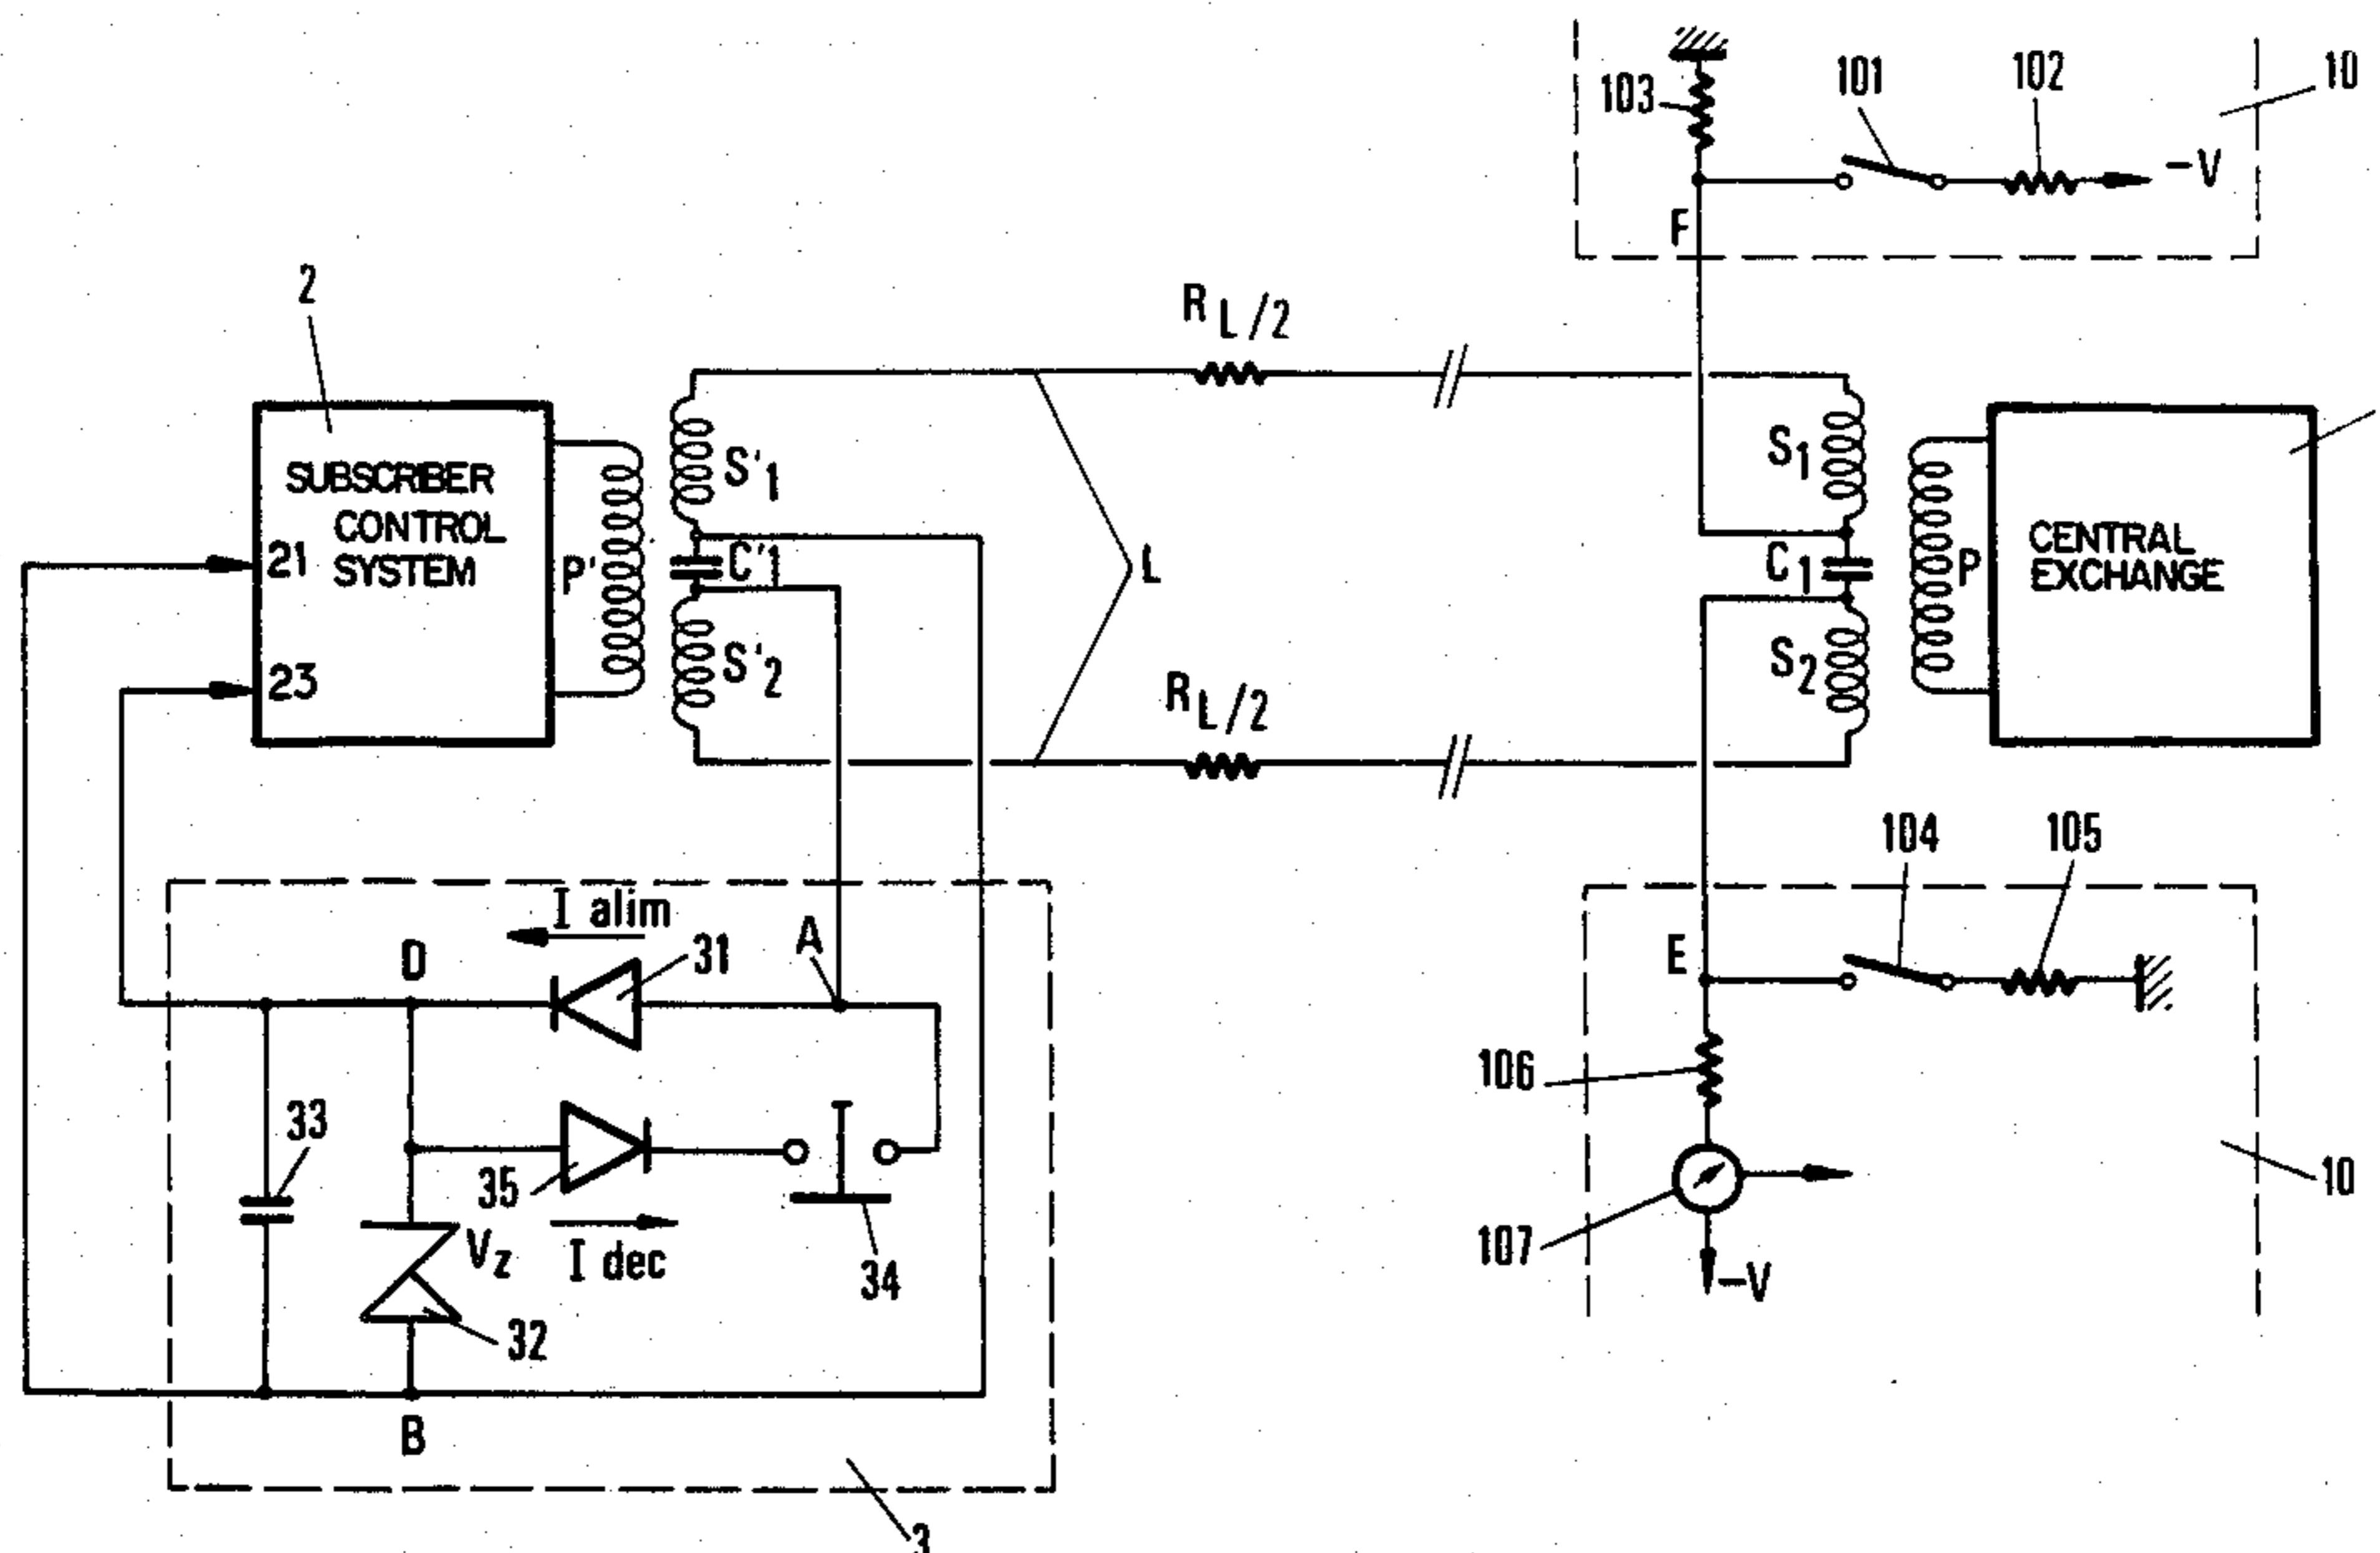 103
101
102
10
-V
F
2
R L/2
SUBSCRIBER
CONTROL
SYSTEM
21
23
P'
S'1
C'1
S'2
L
S1
C1
S2
P
CENTRAL
EXCHANGE
R L/2
104
105
I alim
A
31
D
E
33
35
Vz
I dec
34
32
106
107
-V
10
B
3